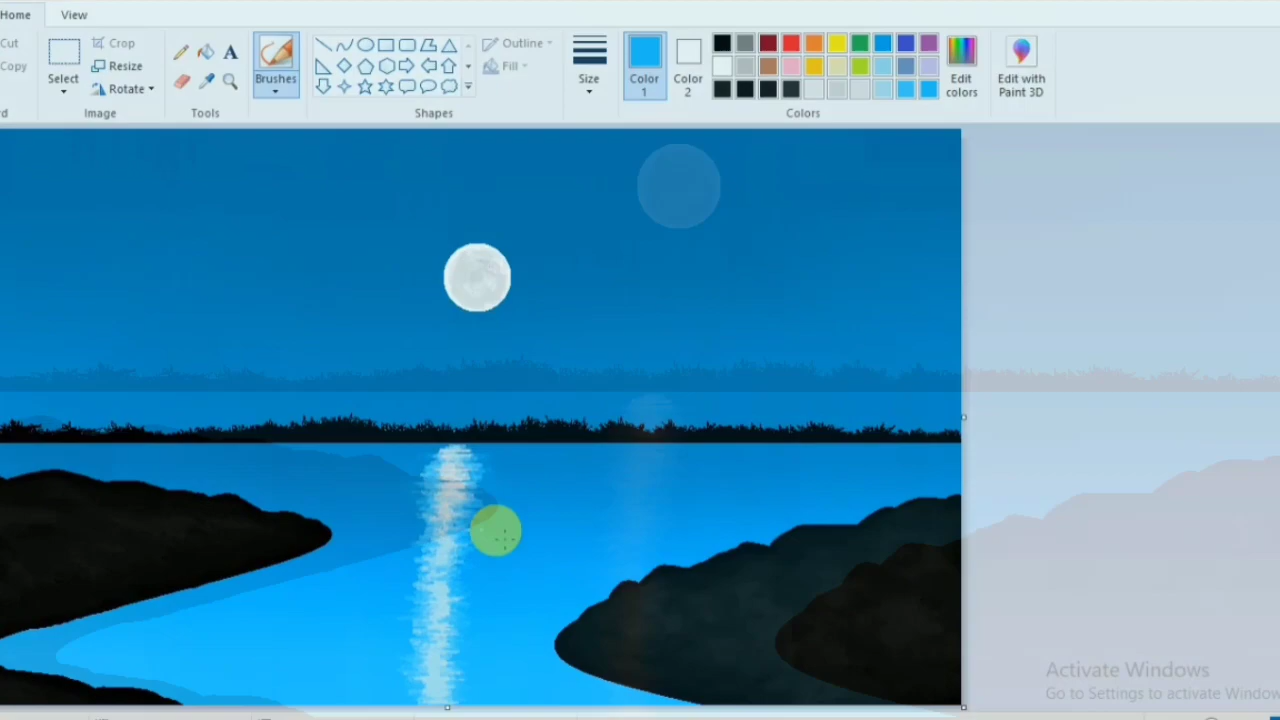 Home View
Cut
Copy
Select
Crop
Resize
Rotate
Image
A
Tools
Brushes
Outline
Fill
Shapes
Size
Color
1
Color
2
Edit
colors
Colors
Edit with
Paint 3D
Activate Windows
Go to Settings to activate Window